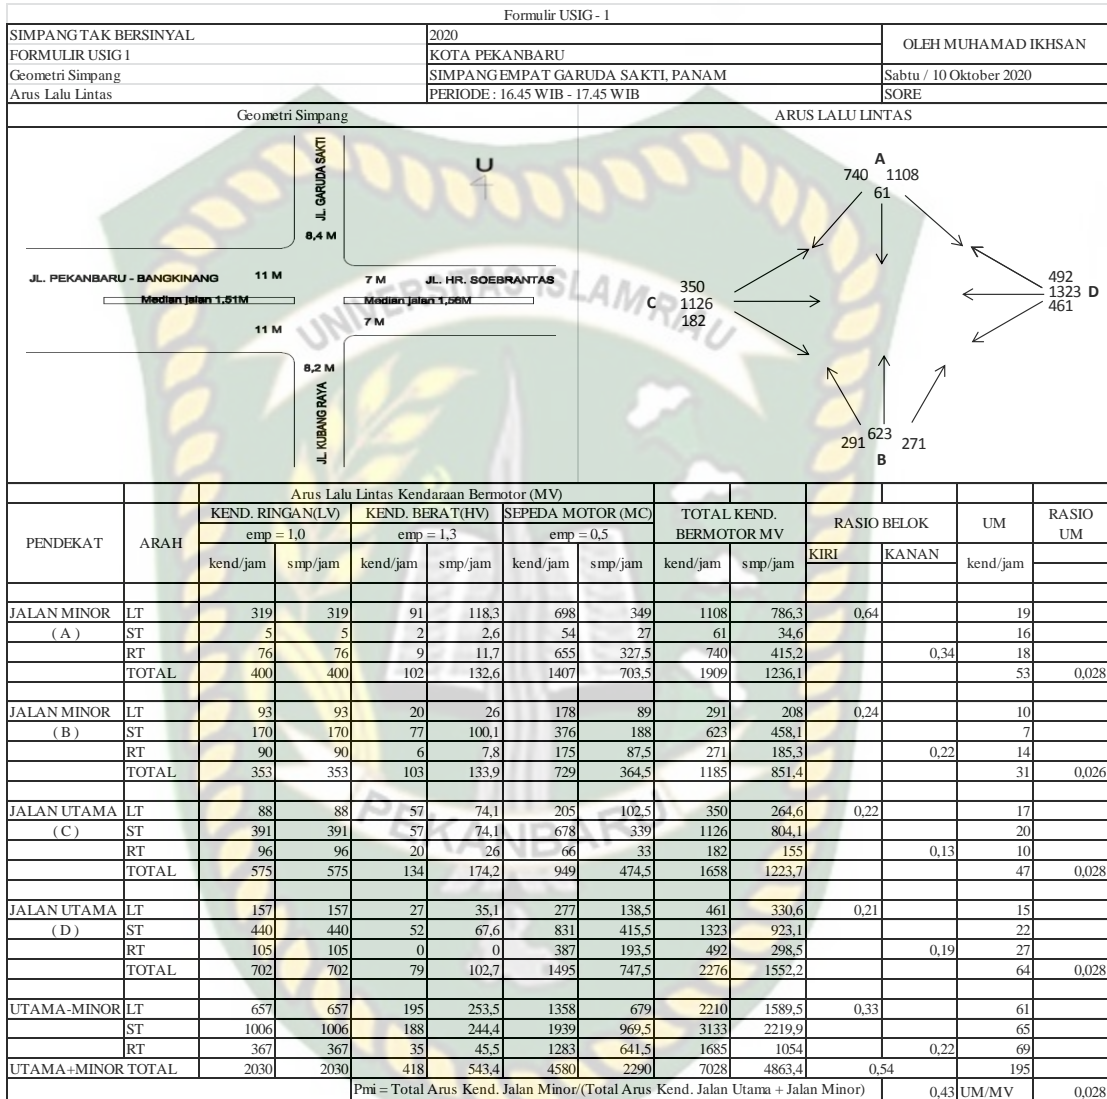 Formulir USIG - 1
SIMPANG TAK BERSINYAL 2020 OLEH MUHAMAD IKHSAN
FORMULIR USIG 1 KOTA PEKANBARU
Geometri Simpang SIMPANG EMPAT GARUDA SAKTI, PANAM Sabtu / 10 Oktober 2020
Arus Lalu Lintas PERIODE : 16.45 WIB - 17.45 WIB SORE
Geometri Simpang ARUS LALU LINTAS
JL. GARUDA SAKTI
U
8,4 M
JL. PEKANBARU - BANGKINANG 11 M 7 M JL. HR. SOEBRANTAS
Median jalan 1,51M Median jalan 1,56M
11 M 7 M
8,2 M
JL. KUBANG RAYA
A
740 1108
61
350
C 1126
182
492
1323 D
461
291 623 271
B
UNIVERSITAS ISLAM RIAU
PEKANBARU
Arus Lalu Lintas Kendaraan Bermotor (MV)
PENDEKAT ARAH KEND. RINGAN(LV) KEND. BERAT(HV) SEPEDA MOTOR (MC) TOTAL KEND. BERMOTOR MV RASIO BELOK UM RASIO UM
emp = 1,0 emp = 1,3 emp = 0,5
kend/jam smp/jam kend/jam smp/jam kend/jam smp/jam kend/jam smp/jam KIRI KANAN kend/jam
JALAN MINOR LT 319 319 91 118,3 698 349 1108 786,3 0,64 19
( A ) ST 5 5 2 2,6 54 27 61 34,6 16
RT 76 76 9 11,7 655 327,5 740 415,2 0,34 18
TOTAL 400 400 102 132,6 1407 703,5 1909 1236,1 53 0,028
JALAN MINOR LT 93 93 20 26 178 89 291 208 0,24 10
( B ) ST 170 170 77 100,1 376 188 623 458,1 7
RT 90 90 6 7,8 175 87,5 271 185,3 0,22 14
TOTAL 353 353 103 133,9 729 364,5 1185 851,4 31 0,026
JALAN UTAMA LT 88 88 57 74,1 205 102,5 350 264,6 0,22 17
( C ) ST 391 391 57 74,1 678 339 1126 804,1 20
RT 96 96 20 26 66 33 182 155 0,13 10
TOTAL 575 575 134 174,2 949 474,5 1658 1223,7 47 0,028
JALAN UTAMA LT 157 157 27 35,1 277 138,5 461 330,6 0,21 15
( D ) ST 440 440 52 67,6 831 415,5 1323 923,1 22
RT 105 105 0 0 387 193,5 492 298,5 0,19 27
TOTAL 702 702 79 102,7 1495 747,5 2276 1552,2 64 0,028
UTAMA-MINOR LT 657 657 195 253,5 1358 679 2210 1589,5 0,33 61
ST 1006 1006 188 244,4 1939 969,5 3133 2219,9 65
RT 367 367 35 45,5 1283 641,5 1685 1054 0,22 69
UTAMA+MINOR TOTAL 2030 2030 418 543,4 4580 2290 7028 4863,4 0,54 195
Pmi = Total Arus Kend. Jalan Minor/(Total Arus Kend. Jalan Utama + Jalan Minor) 0,43 UM/MV 0,028